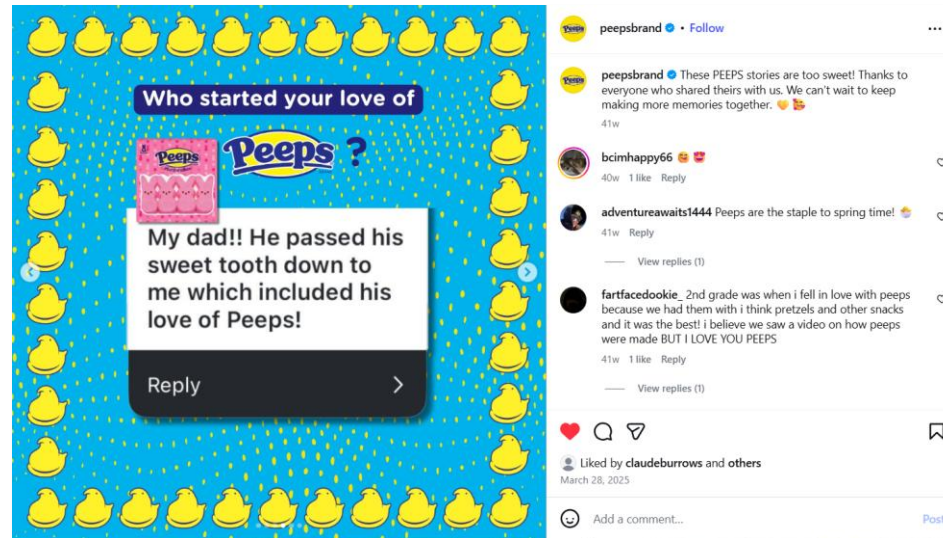 Who started your love of
Peeps
Peeps ?
My dad!! He passed his
sweet tooth down to
me which included his
love of Peeps!
Reply
Peeps
peepsbrand • Follow
Peeps
peepsbrand These PEEPS stories are too sweet! Thanks to
everyone who shared theirs with us. We can't wait to keep
making more memories together.
41w
bcimhappy66
40w 1 like Reply
adventureawaits1444 Peeps are the staple to spring time!
41w Reply
View replies (1)
fartfacedookie_ 2nd grade was when i fell in love with peeps
because we had them with i think pretzels and other snacks
and it was the best! i believe we saw a video on how peeps
were made BUT I LOVE YOU PEEPS
41w 1 like Reply
View replies (1)
Liked by claudeburrows and others
March 28, 2025
Add a comment...
Post